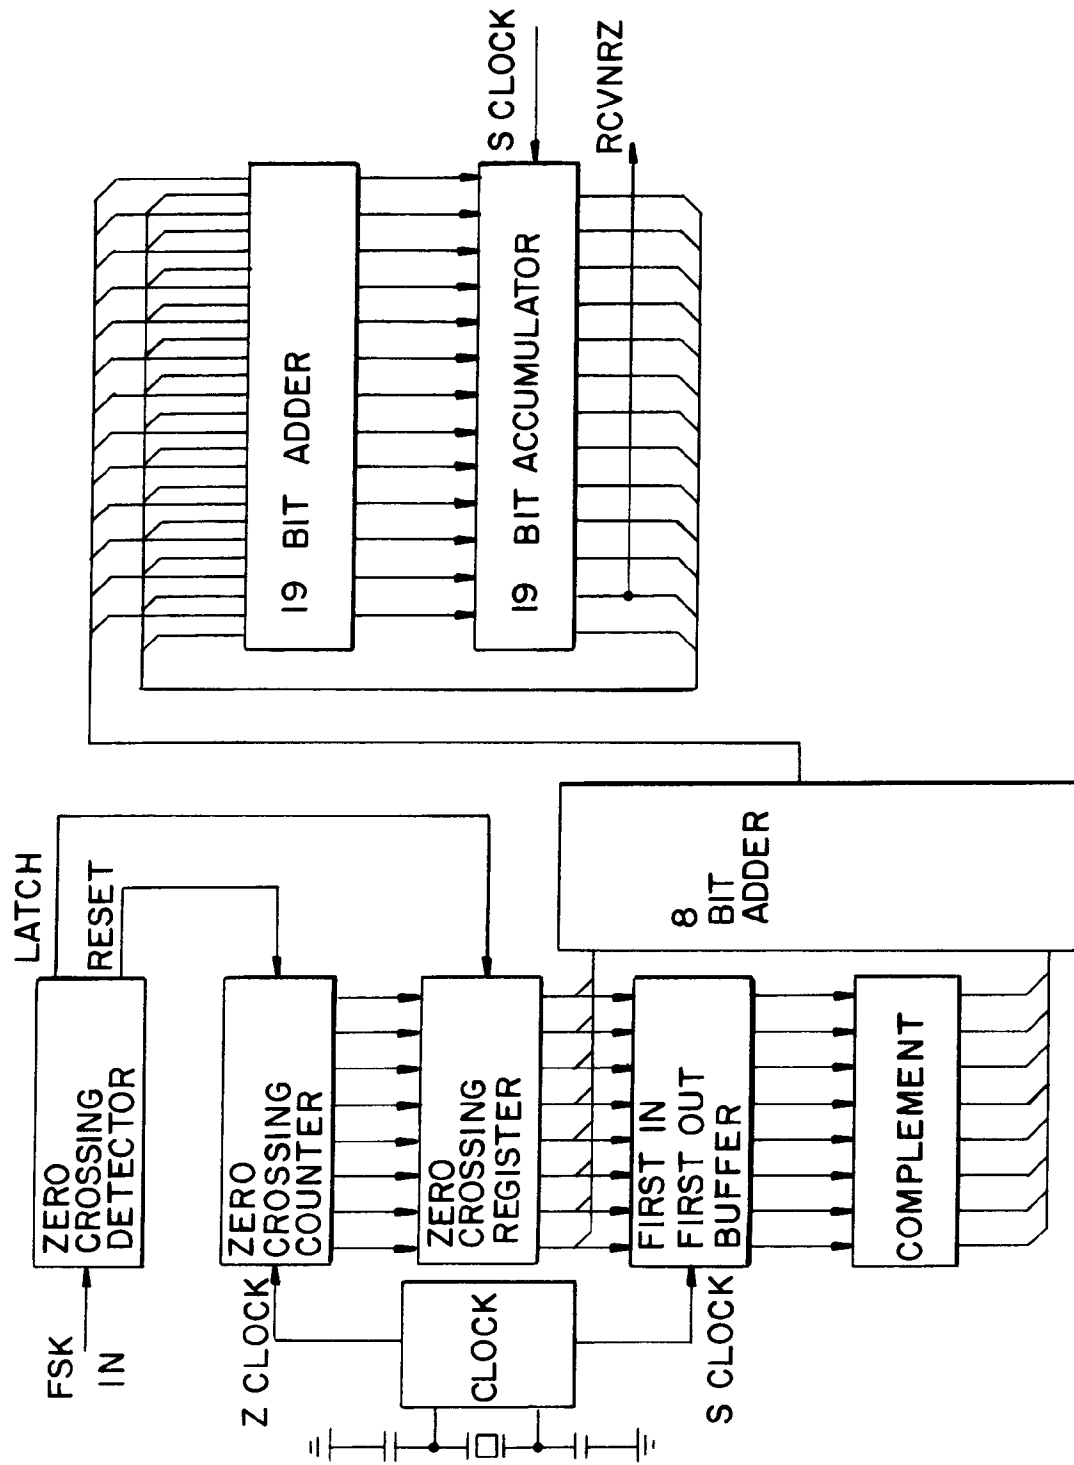 FSK
IN
ZERO
CROSSING
DETECTOR
LATCH
RESET
Z CLOCK
ZERO
CROSSING
COUNTER
ZERO
CROSSING
REGISTER
CLOCK
S CLOCK
FIRST IN
FIRST OUT
BUFFER
COMPLEMENT
8
BIT
ADDER
19 BIT ADDER
19 BIT ACCUMULATOR
S CLOCK
RCVNRZ